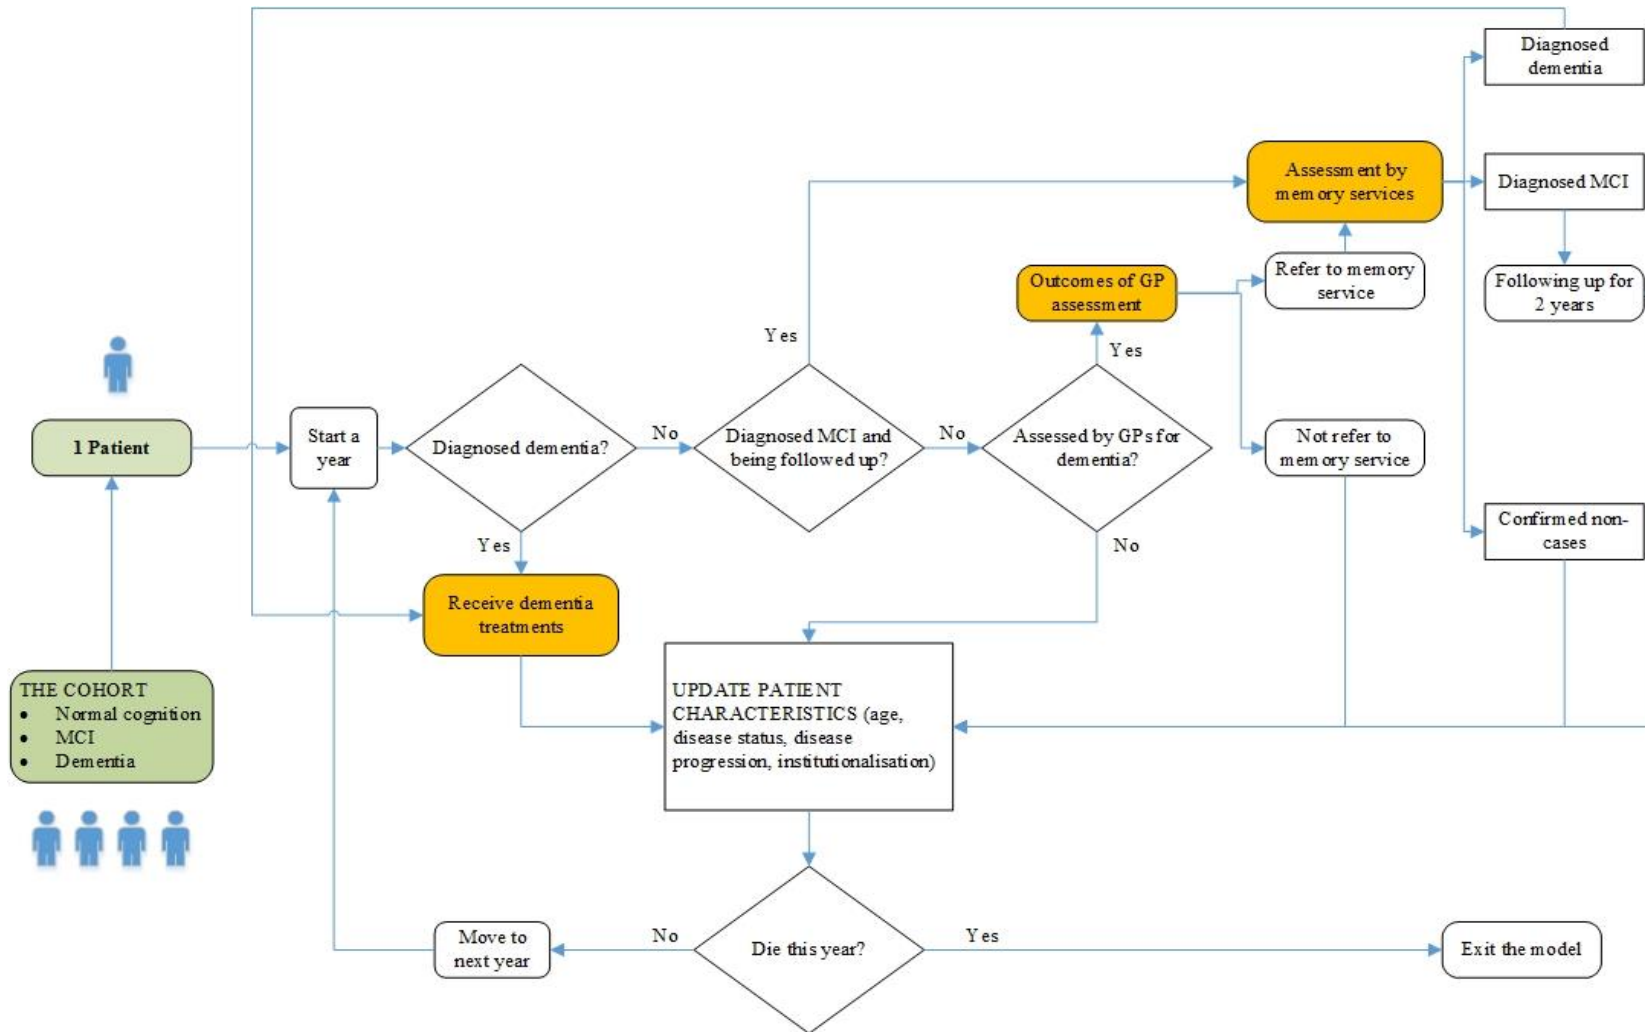 Diagnosed
dementia
Assessment by
memory services
Diagnosed MCI
Outcomes of GP
assessment
Refer to memory
service
Following up for
2 years
Yes
Yes
1 Patient
Start a
year
Diagnosed dementia?
No
Diagnosed MCI and
being followed up?
No
Assessed by GPs for
dementia?
Not refer to
memory service
Confirmed non-
cases
Yes
No
Receive dementia
treatments
THE COHORT
• Normal cognition
• MCI
• Dementia
UPDATE PATIENT
CHARACTERISTICS (age,
disease status, disease
progression, institutionalisation)
Move to
next year
No
Die this year?
Yes
Exit the model